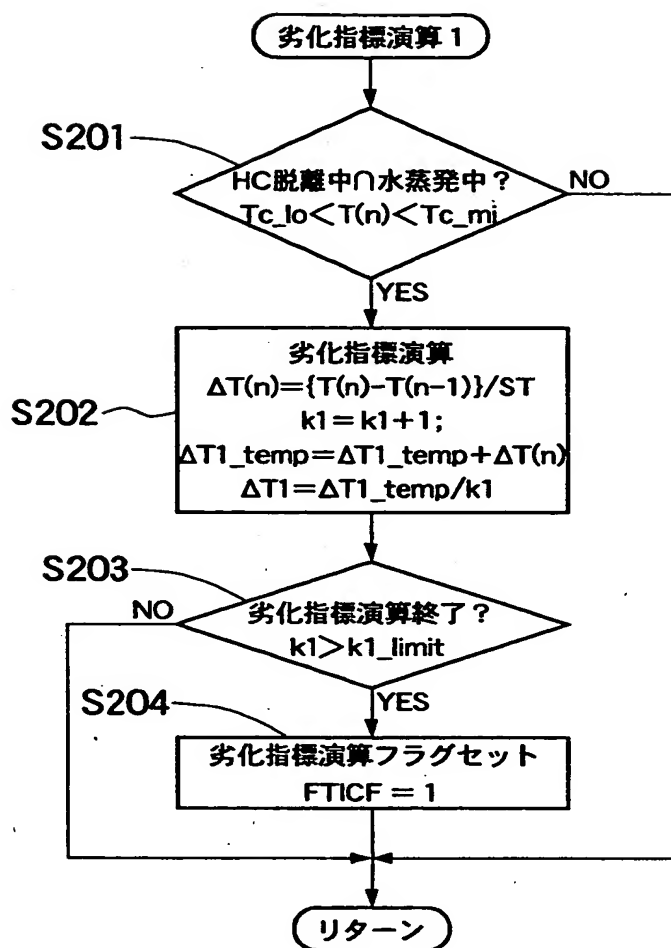 劣化指標演算 1
S201
HC脱離中∩水蒸発中？
Tc_lo＜T(n)＜Tc_mi
NO
YES
S202
劣化指標演算
ΔT(n)={T(n)-T(n-1)}/ST
k1=k1+1;
ΔT1_temp=ΔT1_temp+ΔT(n)
ΔT1=ΔT1_temp/k1
S203
NO
劣化指標演算終了？
k1＞k1_limit
YES
S204
劣化指標演算フラグセット
FTICF = 1
リターン